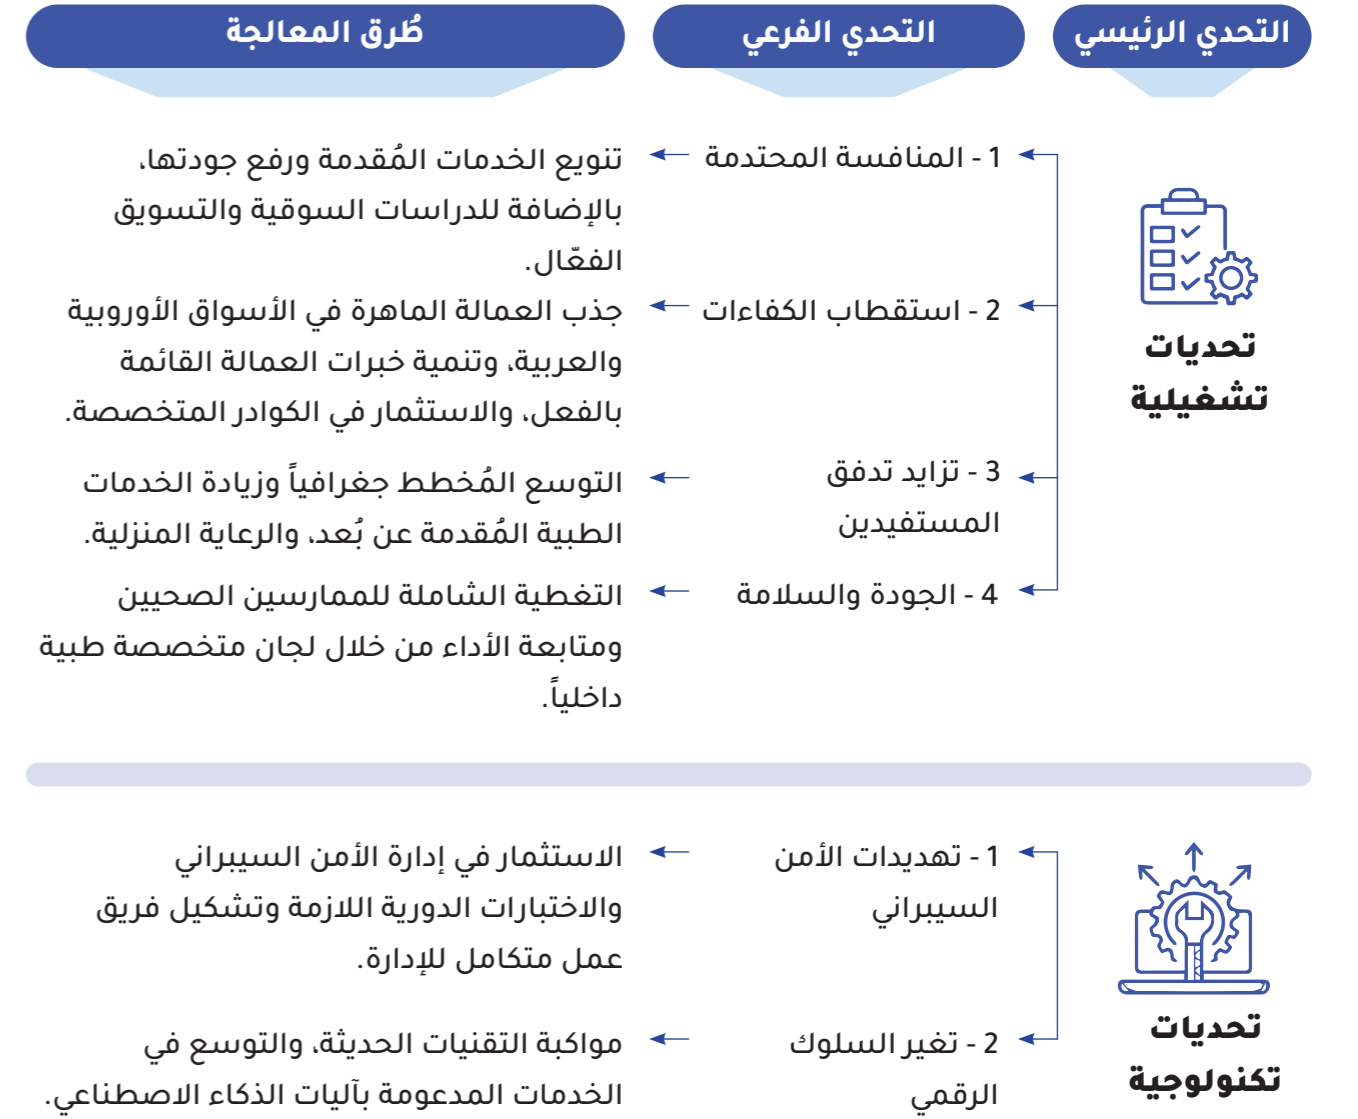 التحدي الرئيسي
التحدي الفرعي
طُرق المعالجة
تحديات
تشغيلية
1 - المنافسة المحتدمة
تنويع الخدمات المُقدمة ورفع جودتها،
بالإضافة للدراسات السوقية والتسويق
الفعّال.
2 - استقطاب الكفاءات
جذب العمالة الماهرة في الأسواق الأوروبية
والعربية، وتنمية خبرات العمالة القائمة
بالفعل، والاستثمار في الكوادر المتخصصة.
3 - تزايد تدفق
المستفيدين
التوسع المُخطط جغرافياً وزيادة الخدمات
الطبية المُقدمة عن بُعد، والرعاية المنزلية.
4 - الجودة والسلامة
التغطية الشاملة للممارسين الصحيين
ومتابعة الأداء من خلال لجان متخصصة طبية
داخلياً.
تحديات
تكنولوجية
1 - تهديدات الأمن
السيبراني
الاستثمار في إدارة الأمن السيبراني
والاختبارات الدورية اللازمة وتشكيل فريق
عمل متكامل للإدارة.
2 - تغير السلوك
الرقمي
مواكبة التقنيات الحديثة، والتوسع في
الخدمات المدعومة بآليات الذكاء الاصطناعي.